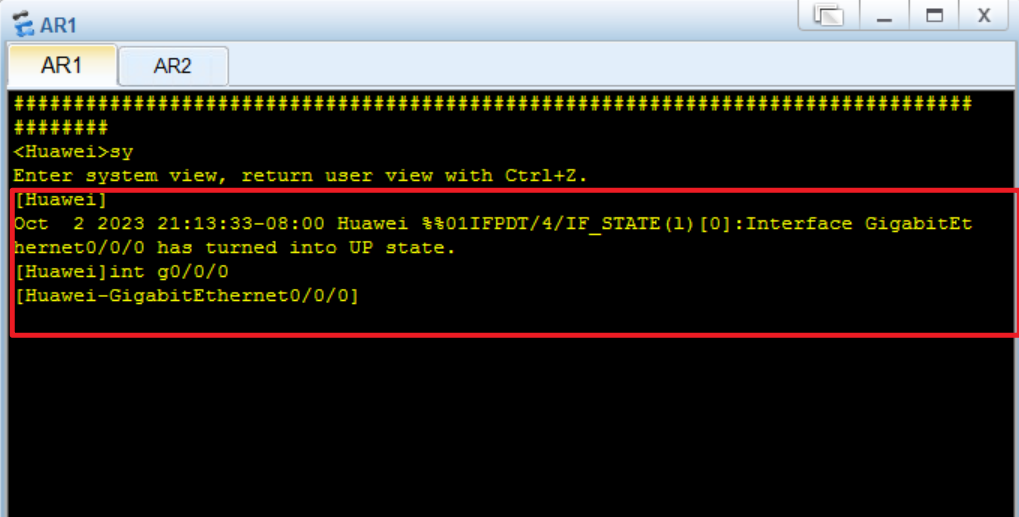 AR1
X
AR1 AR2
################################################################################
########
<Huawei>sy
Enter system view, return user view with Ctrl+Z.
[Huawei]
Oct  2 2023 21:13:33-08:00 Huawei %%01IFPDT/4/IF_STATE(l)[0]:Interface GigabitEt
hernet0/0/0 has turned into UP state.
[Huawei]int g0/0/0
[Huawei-GigabitEthernet0/0/0]